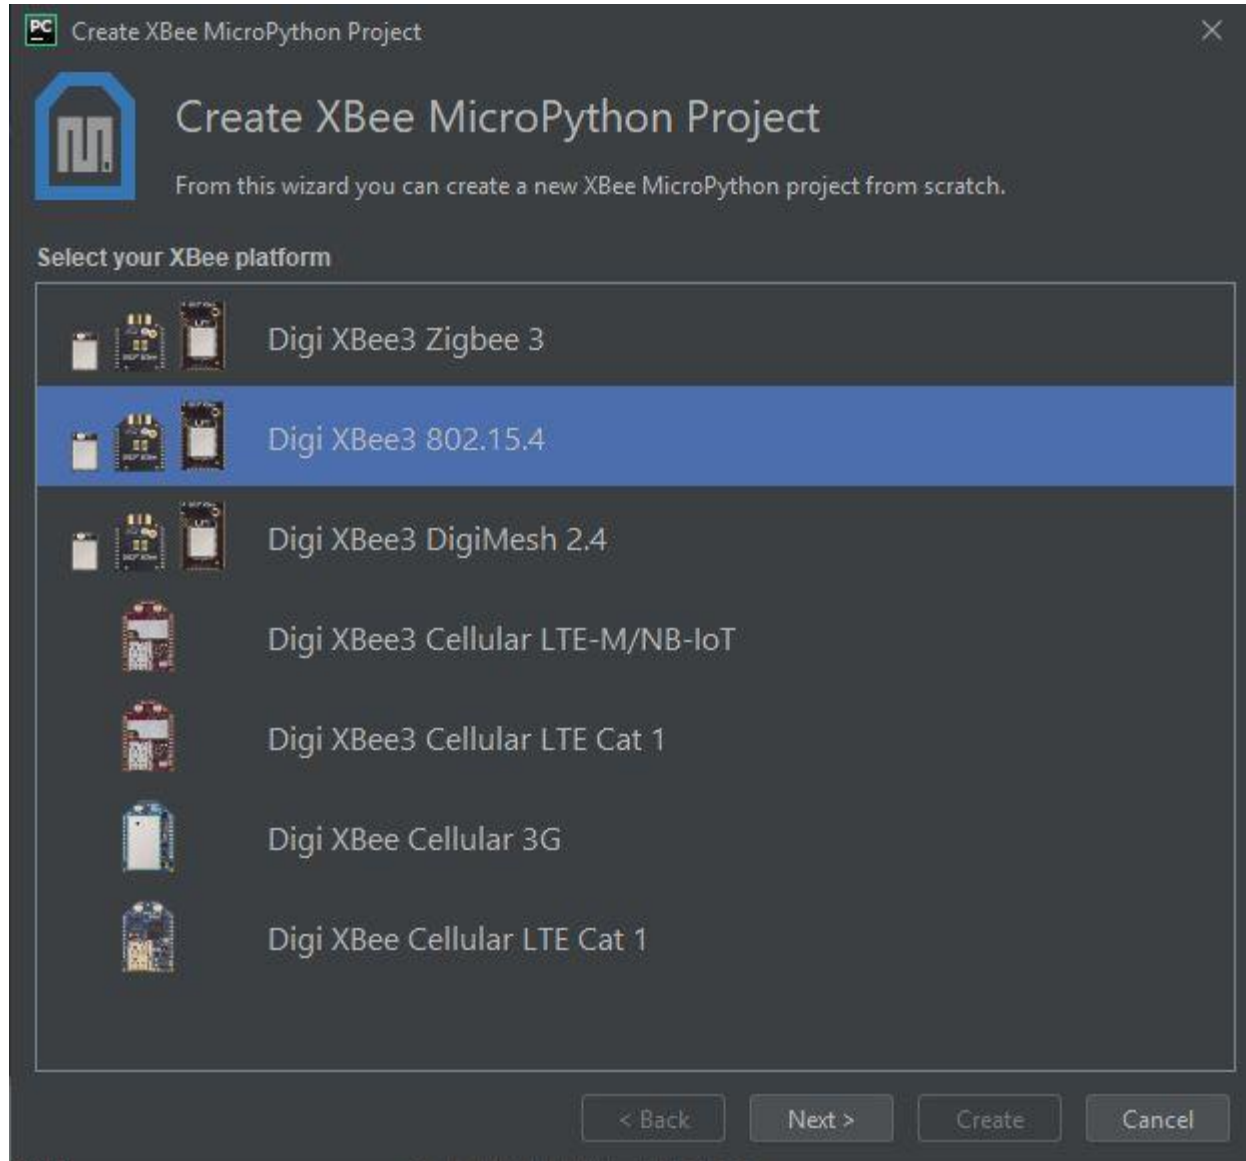 PC Create XBee MicroPython Project
Create XBee MicroPython Project
From this wizard you can create a new XBee MicroPython project from scratch.
Select your XBee platform
Digi XBee3 Zigbee 3
Digi XBee3 802.15.4
Digi XBee3 DigiMesh 2.4
Digi XBee3 Cellular LTE-M/NB-IoT
Digi XBee3 Cellular LTE Cat 1
Digi XBee Cellular 3G
Digi XBee Cellular LTE Cat 1
< Back Next > Create Cancel